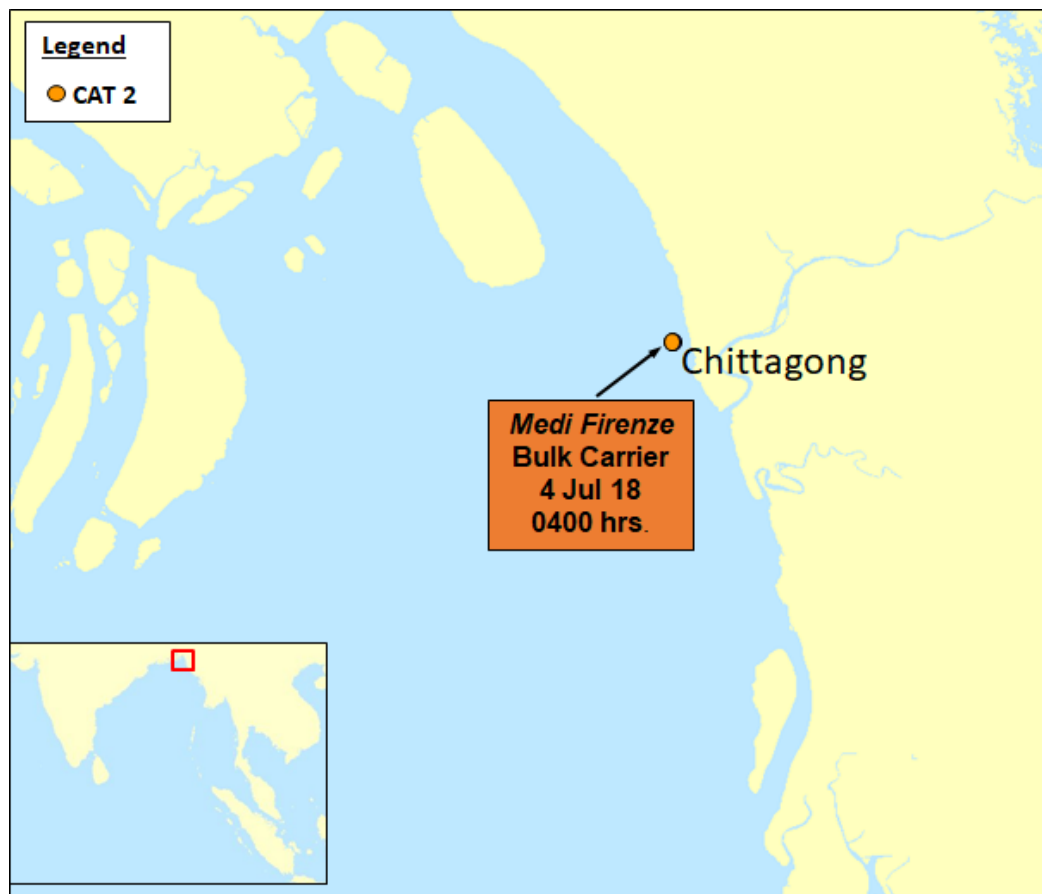 Legend
CAT 2
Chittagong
Medi Firenze
Bulk Carrier
4 Jul 18
0400 hrs.